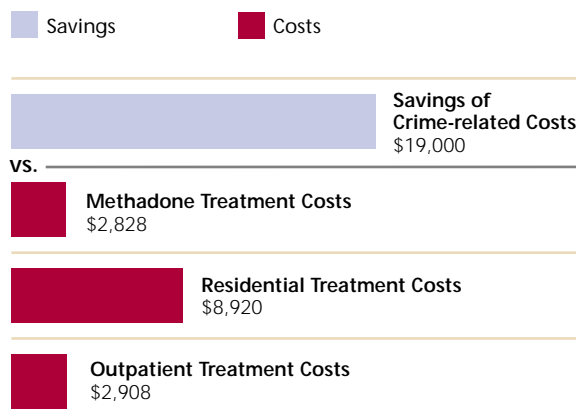 Savings Costs
Savings of
Crime-related Costs
$19,000
vs.
Methadone Treatment Costs
$2,828
Residential Treatment Costs
$8,920
Outpatient Treatment Costs
$2,908